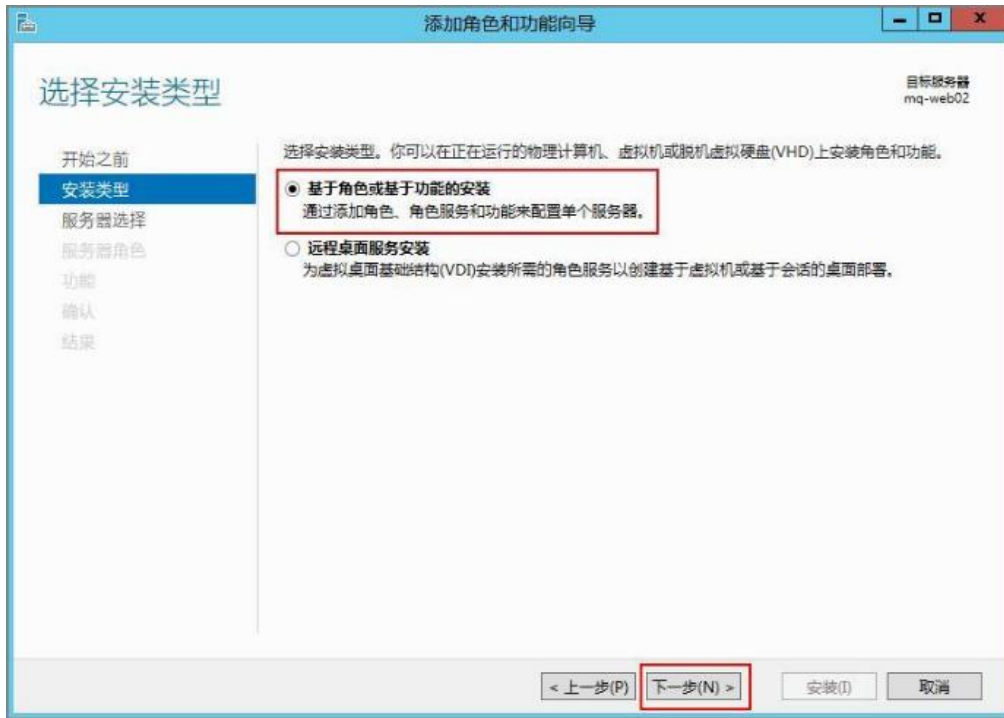 添加角色和功能向导
选择安装类型
目标服务器
mq-web02
开始之前
安装类型
服务器选择
服务器角色
功能
确认
结果
选择安装类型。你可以在正在运行的物理计算机、虚拟机或脱机虚拟硬盘(VHD)上安装角色和功能。
基于角色或基于功能的安装
通过添加角色、角色服务和功能来配置单个服务器。
远程桌面服务安装
为虚拟桌面基础结构(VDI)安装所需的角色服务以创建基于虚拟机或基于会话的桌面部署。
< 上一步(P)
下一步(N) >
安装(I)
取消